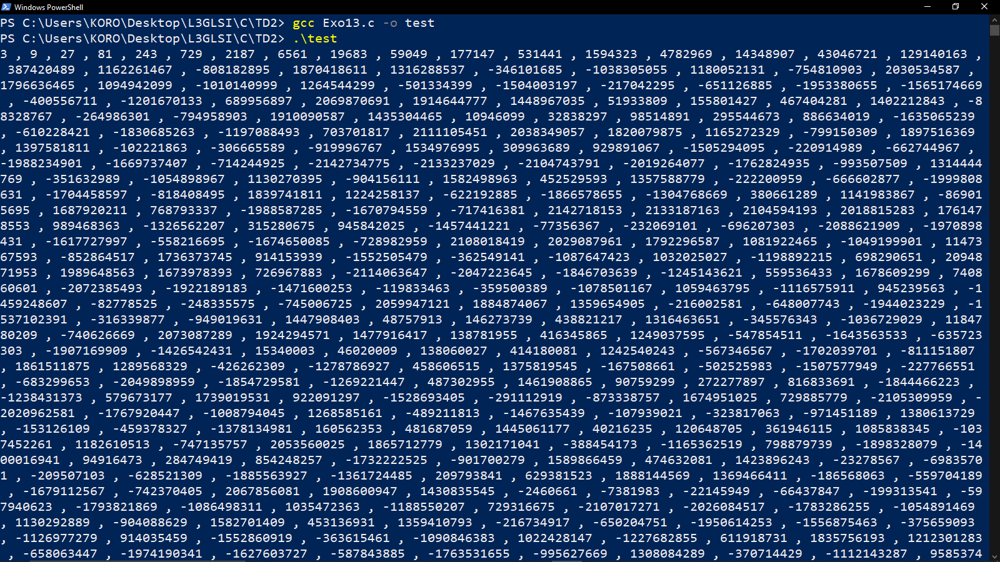 Windows PowerShell
PS C:\Users\KORO\Desktop\L3GLSI\C\TD2> gcc Exo13.c -o test
PS C:\Users\KORO\Desktop\L3GLSI\C\TD2> .\test
3 , 9 , 27 , 81 , 243 , 729 , 2187 , 6561 , 19683 , 59049 , 177147 , 531441 , 1594323 , 4782969 , 14348907 , 43046721 , 129140163 ,
387420489 , 1162261467 , -808182895 , 1870418611 , 1316288537 , -346101685 , -1038305055 , 1180052131 , -754810903 , 2030534587 ,
1796636465 , 1094942099 , -1010140999 , 1264544299 , -501334399 , -1504003197 , -217042295 , -651126885 , -1953380655 , -1565174669
, -400556711 , -1201670133 , 689956897 , 2069870691 , 1914644777 , 1448967035 , 51933809 , 155801427 , 467404281 , 1402212843 , -8
8328767 , -264986301 , -794958903 , 1910090587 , 1435304465 , 10946099 , 32838297 , 98514891 , 295544673 , 886634019 , -1635065239
, -610228421 , -1830685263 , -1197088493 , 703701817 , 2111105451 , 2038349057 , 1820079875 , 1165272329 , -799150309 , 1897516369
, 1397581811 , -102221863 , -306665589 , -919996767 , 1534976995 , 309963689 , 929891067 , -1505294095 , -220914989 , -662744967 ,
-1988234901 , -1669737407 , -714244925 , -2142734775 , -2133237029 , -2104743791 , -2019264077 , -1762824935 , -993507509 , 1314444
769 , -351632989 , -1054898967 , 1130270395 , -904156111 , 1582498963 , 452529593 , 1357588779 , -222200959 , -666602877 , -1999808
631 , -1704458597 , -818408495 , 1839741811 , 1224258137 , -622192885 , -1866578655 , -1304768669 , 380661289 , 1141983867 , -86901
5695 , 1687920211 , 768793337 , -1988587285 , -1670794559 , -717416381 , 2142718153 , 2133187163 , 2104594193 , 2018815283 , 176147
8553 , 989468363 , -1326562207 , 315280675 , 945842025 , -1457441221 , -77356367 , -232069101 , -696207303 , -2088621909 , -1970898
431 , -1617727997 , -558216695 , -1674650085 , -728982959 , 2108018419 , 2029087961 , 1792296587 , 1081922465 , -1049199901 , 11473
67593 , -852864517 , 1736373745 , 914153939 , -1552505479 , -362549141 , -1087647423 , 1032025027 , -1198892215 , 698290651 , 20948
71953 , 1989648563 , 1673978393 , 726967883 , -2114063647 , -2047223645 , -1846703639 , -1245143621 , 559536433 , 1678609299 , 7408
60601 , -2072385493 , -1922189183 , -1471600253 , -119833463 , -359500389 , -1078501167 , 1059463795 , -1116575911 , 945239563 , -1
459248607 , -82778525 , -248335575 , -745006725 , 2059947121 , 1884874067 , 1359654905 , -216002581 , -648007743 , -1944023229 , -1
537102391 , -316339877 , -949019631 , 1447908403 , 48757913 , 146273739 , 438821217 , 1316463651 , -345576343 , -1036729029 , 11847
80209 , -740626669 , 2073087289 , 1924294571 , 1477916417 , 138781955 , 416345865 , 1249037595 , -547854511 , -1643563533 , -635723
303 , -1907169909 , -1426542431 , 15340003 , 46020009 , 138060027 , 414180081 , 1242540243 , -567346567 , -1702039701 , -811151807
, 1861511875 , 1289568329 , -426262309 , -1278786927 , 458606515 , 1375819545 , -167508661 , -502525983 , -1507577949 , -227766551
, -683299653 , -2049898959 , -1854729581 , -1269221447 , 487302955 , 1461908865 , 90759299 , 272277897 , 816833691 , -1844466223 ,
-1238431373 , 579673177 , 1739019531 , 922091297 , -1528693405 , -291112919 , -873338757 , 1674951025 , 729885779 , -2105309959 , -
2020962581 , -1767920447 , -1008794045 , 1268585161 , -489211813 , -1467635439 , -107939021 , -323817063 , -971451189 , 1380613729
, -153126109 , -459378327 , -1378134981 , 160562353 , 481687059 , 1445061177 , 40216235 , 120648705 , 361946115 , 1085838345 , -103
7452261 , 1182610513 , -747135757 , 2053560025 , 1865712779 , 1302171041 , -388454173 , -1165362519 , 798879739 , -1898328079 , -14
00016941 , 94916473 , 284749419 , 854248257 , -1732222525 , -901700279 , 1589866459 , 474632081 , 1423896243 , -23278567 , -6983570
1 , -209507103 , -628521309 , -1885563927 , -1361724485 , 209793841 , 629381523 , 1888144569 , 1369466411 , -186568063 , -559704189
, -1679112567 , -742370405 , 2067856081 , 1908600947 , 1430835545 , -2460661 , -7381983 , -22145949 , -66437847 , -199313541 , -59
7940623 , -1793821869 , -1086498311 , 1035472363 , -1188550207 , 729316675 , -2107017271 , -2026084517 , -1783286255 , -1054891469
, 1130292889 , -904088629 , 1582701409 , 453136931 , 1359410793 , -216734917 , -650204751 , -1950614253 , -1556875463 , -375659093
, -1126977279 , 914035459 , -1552860919 , -363615461 , -1090846383 , 1022428147 , -1227682855 , 611918731 , 1835756193 , 1212301283
, -658063447 , -1974190341 , -1627603727 , -587843885 , -1763531655 , -995627669 , 1308084289 , -370714429 , -1112143287 , 9585374